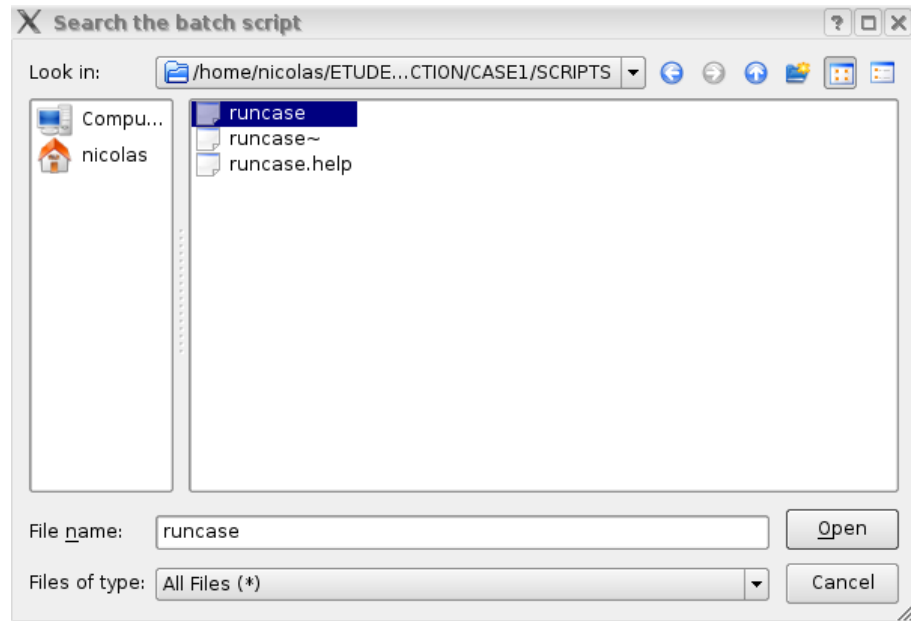 Search the batch script
Look in: /home/nicolas/ETUDE...CTION/CASE1/SCRIPTS
Compu...
nicolas
runcase
runcase~
runcase.help
File name: runcase
Open
Files of type: All Files (*)
Cancel